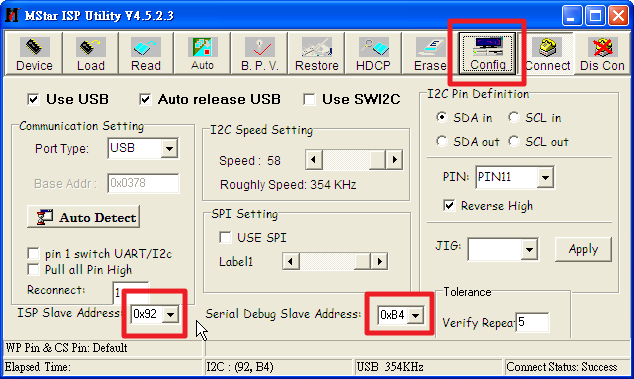 MStar ISP Utility V4.5.2.3
Device Load Read Auto B. P. V. Restore HDCP Erase Config Connect Dis Con
Use USB Auto release USB Use SWI2C
Communication Setting
Port Type: USB
Base Addr : 0x0378
Auto Detect
pin 1 switch UART/I2c
Pull all Pin High
Reconnect: 1
ISP Slave Address: 0x92
I2C Speed Setting
Speed : 58
Roughly Speed: 354 KHz
SPI Setting
USE SPI
Label1
Serial Debug Slave Address: 0xB4
I2C Pin Definition
SDA in SCL in
SDA out SCL out
PIN: PIN11
Reverse High
JIG: Apply
Tolerance
Verify Repeat 5
WP Pin & CS Pin: Default
Elapsed Time: I2C : (92, B4) USB 354KHz Connect Status: Success